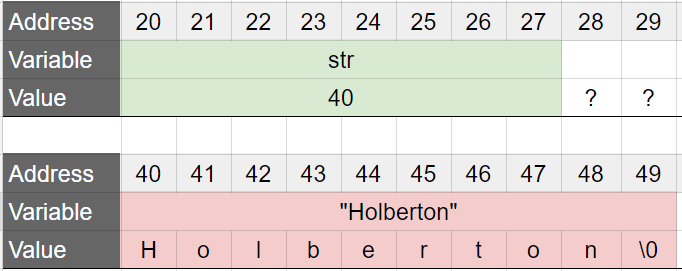 Address 20 21 22 23 24 25 26 27 28 29
Variable str
Value 40 ? ?
Address 40 41 42 43 44 45 46 47 48 49
Variable "Holberton"
Value H o l b e r t o n \0